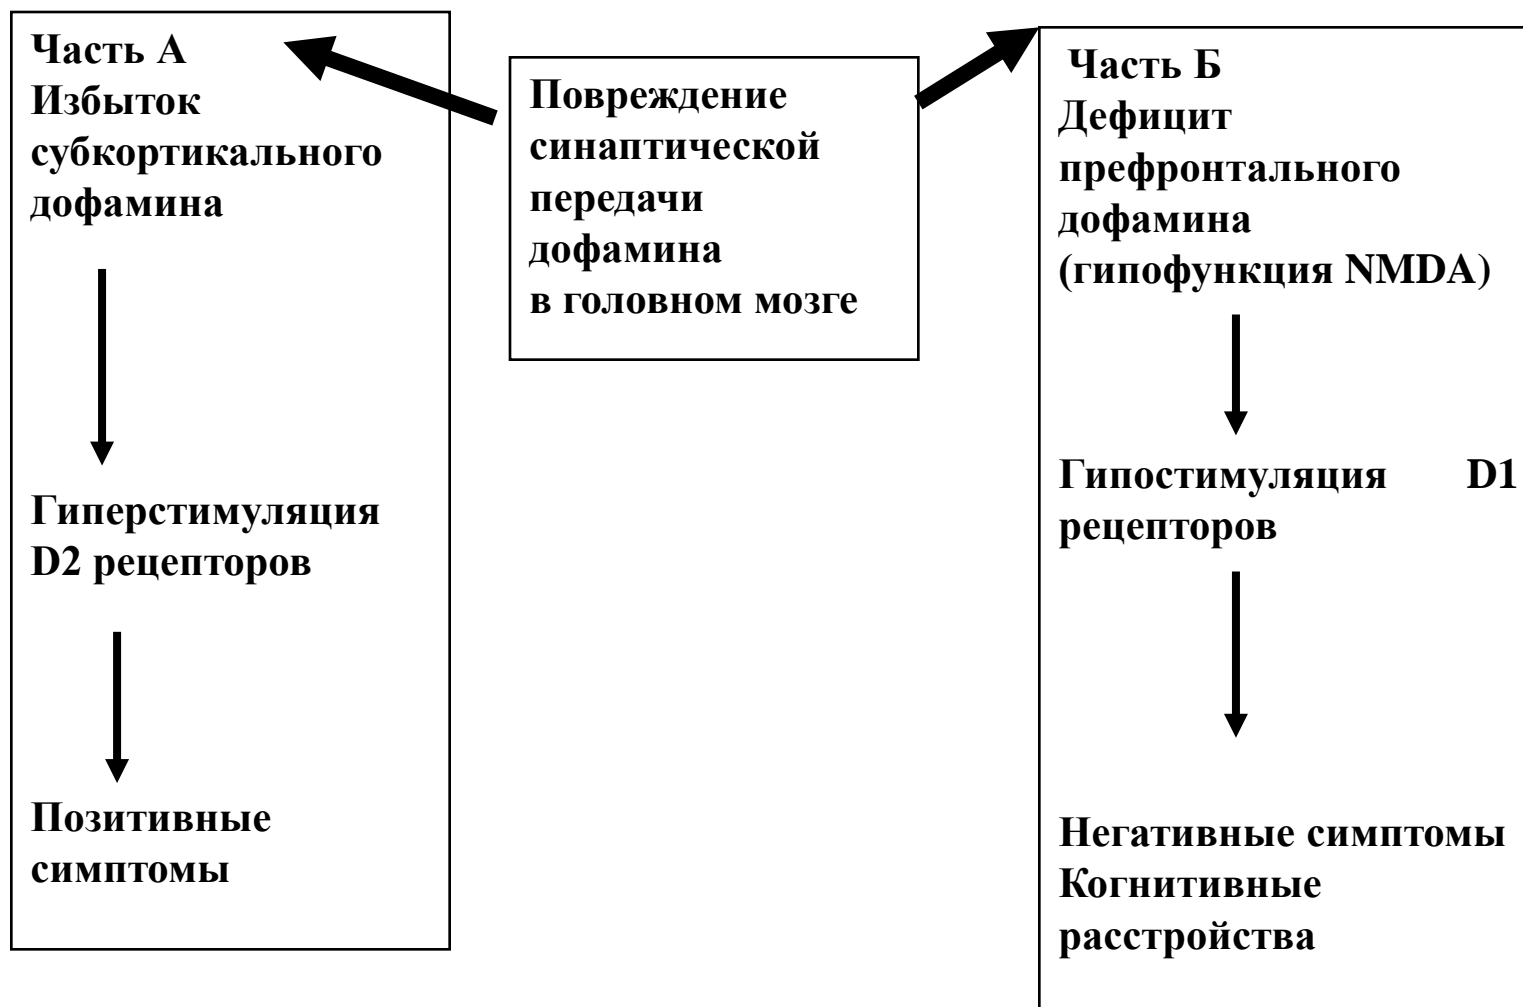 Часть А
Избыток
субкортикального
дофамина
Гиперстимуляция
D2 рецепторов
Позитивные
симптомы
Повреждение
синаптической
передачи
дофамина
в головном мозге
Часть Б
Дефицит
префронтального
дофамина
(гипофункция NMDA)
Гипостимуляция D1
рецепторов
Негативные симптомы
Когнитивные
расстройства